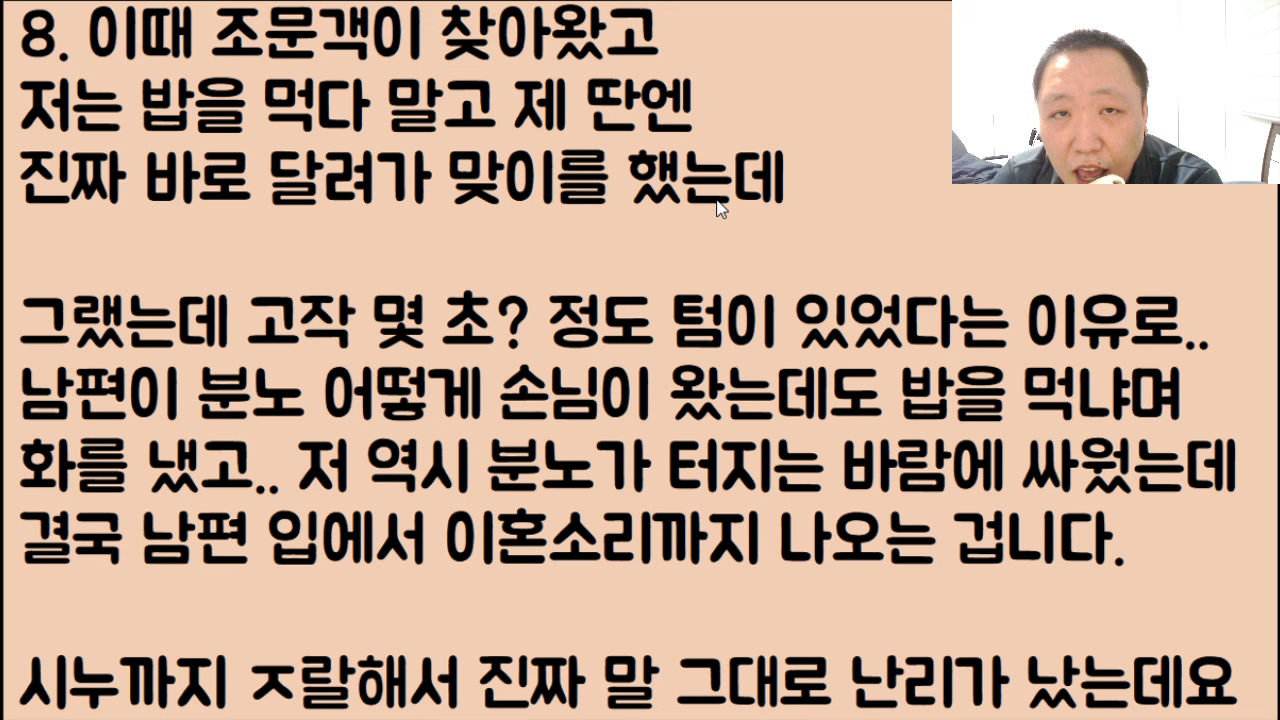 8. 이때 조문객이 찾아왔고
저는 밥을 먹다 말고 제 딴엔
진짜 바로 달려가 맞이를 했는데
그랬는데 고작 몇 초? 정도 텀이 있었다는 이유로..
남편이 분노 어떻게 손님이 왔는데도 밥을 먹냐며
화를 냈고.. 저 역시 분노가 터지는 바람에 싸웠는데
결국 남편 입에서 이혼소리까지 나오는 겁니다.
시누까지 ㅈ랄해서 진짜 말 그대로 난리가 났는데요